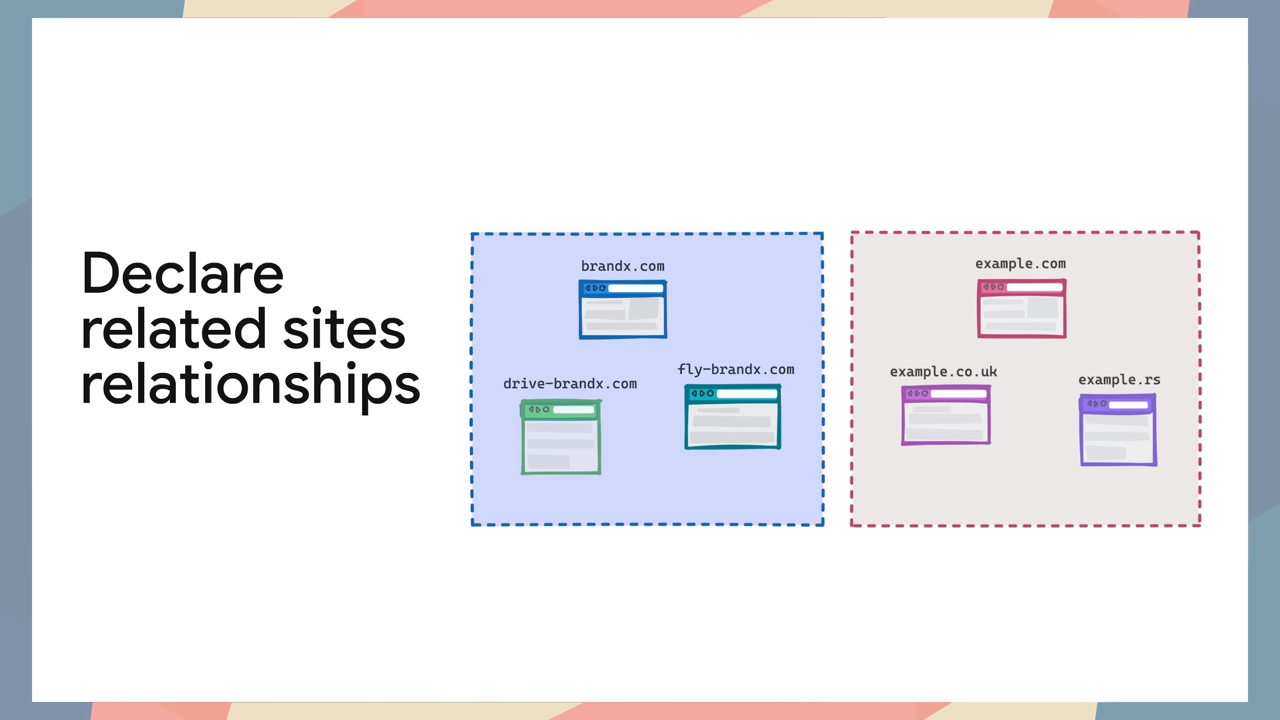 Declare
related sites
relationships
brandx.com
drive-brandx.com
fly-brandx.com
example.com
example.co.uk
example.rs